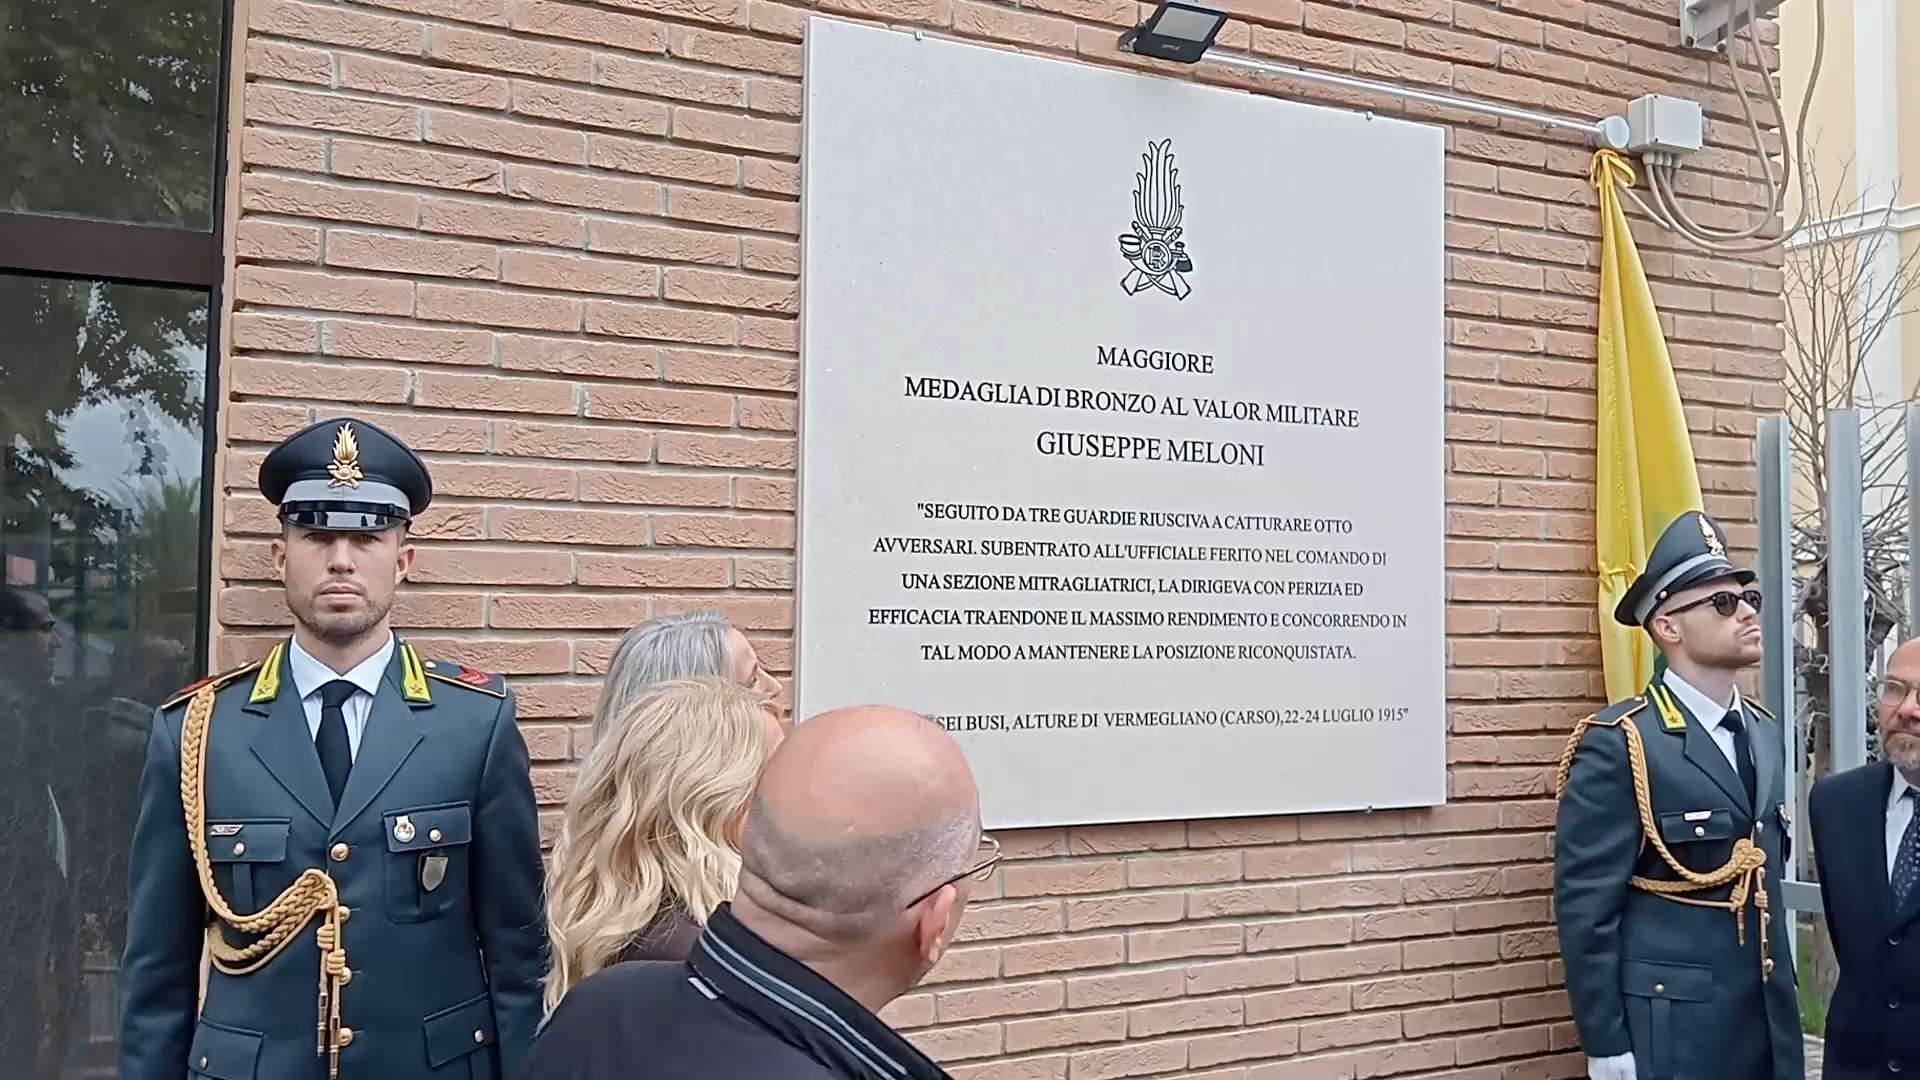 MAGGIORE
MEDAGLIA DI BRONZO AL VALOR MILITARE
GIUSEPPE MELONI
"SEGUITO DA TRE GUARDIE RIUSCIVA A CATTURARE OTTO
AVVERSARI. SUBENTRATO ALL'UFFICIALE FERITO NEL COMANDO DI
UNA SEZIONE MITRAGLIATRICI, LA DIRIGEVA CON PERIZIA ED
EFFICACIA TRAENDONE IL MASSIMO RENDIMENTO E CONCORRENDO IN
TAL MODO A MANTENERE LA POSIZIONE RICONQUISTATA.
SEI BUSI, ALTURE DI VERMEGLIANO (CARSO),22-24 LUGLIO 1915"